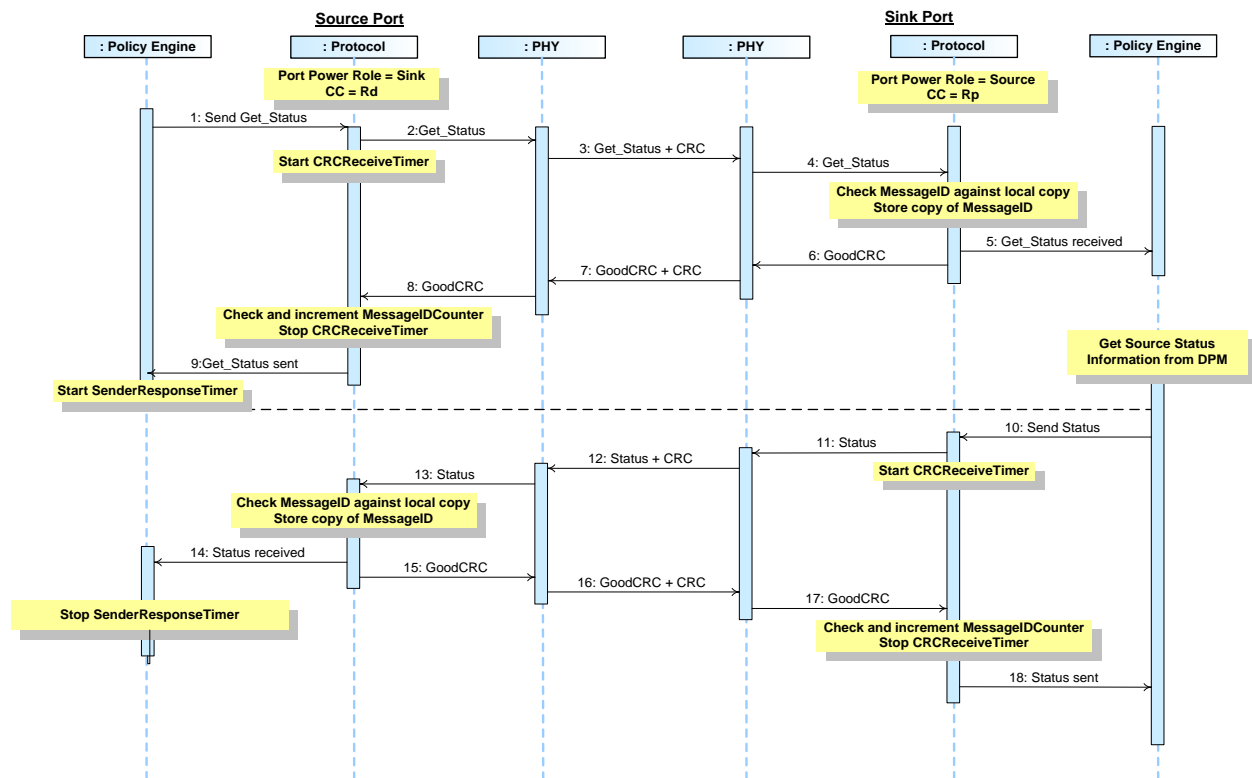 Source Port
Sink Port
: Policy Engine
: Protocol
: PHY
: PHY
: Protocol
: Policy Engine
Port Power Role = Sink
CC = Rd
Port Power Role = Source
CC = Rp
1: Send Get_Status
2:Get_Status
Start CRCReceiveTimer
3: Get_Status + CRC
4: Get_Status
Check MessageID against local copy
Store copy of MessageID
5: Get_Status received
6: GoodCRC
7: GoodCRC + CRC
8: GoodCRC
Check and increment MessageIDCounter
Stop CRCReceiveTimer
9:Get_Status sent
Start SenderResponseTimer
Get Source Status
Information from DPM
10: Send Status
11: Status
Start CRCReceiveTimer
12: Status + CRC
13: Status
Check MessageID against local copy
Store copy of MessageID
14: Status received
15: GoodCRC
16: GoodCRC + CRC
17: GoodCRC
Stop SenderResponseTimer
Check and increment MessageIDCounter
Stop CRCReceiveTimer
18: Status sent